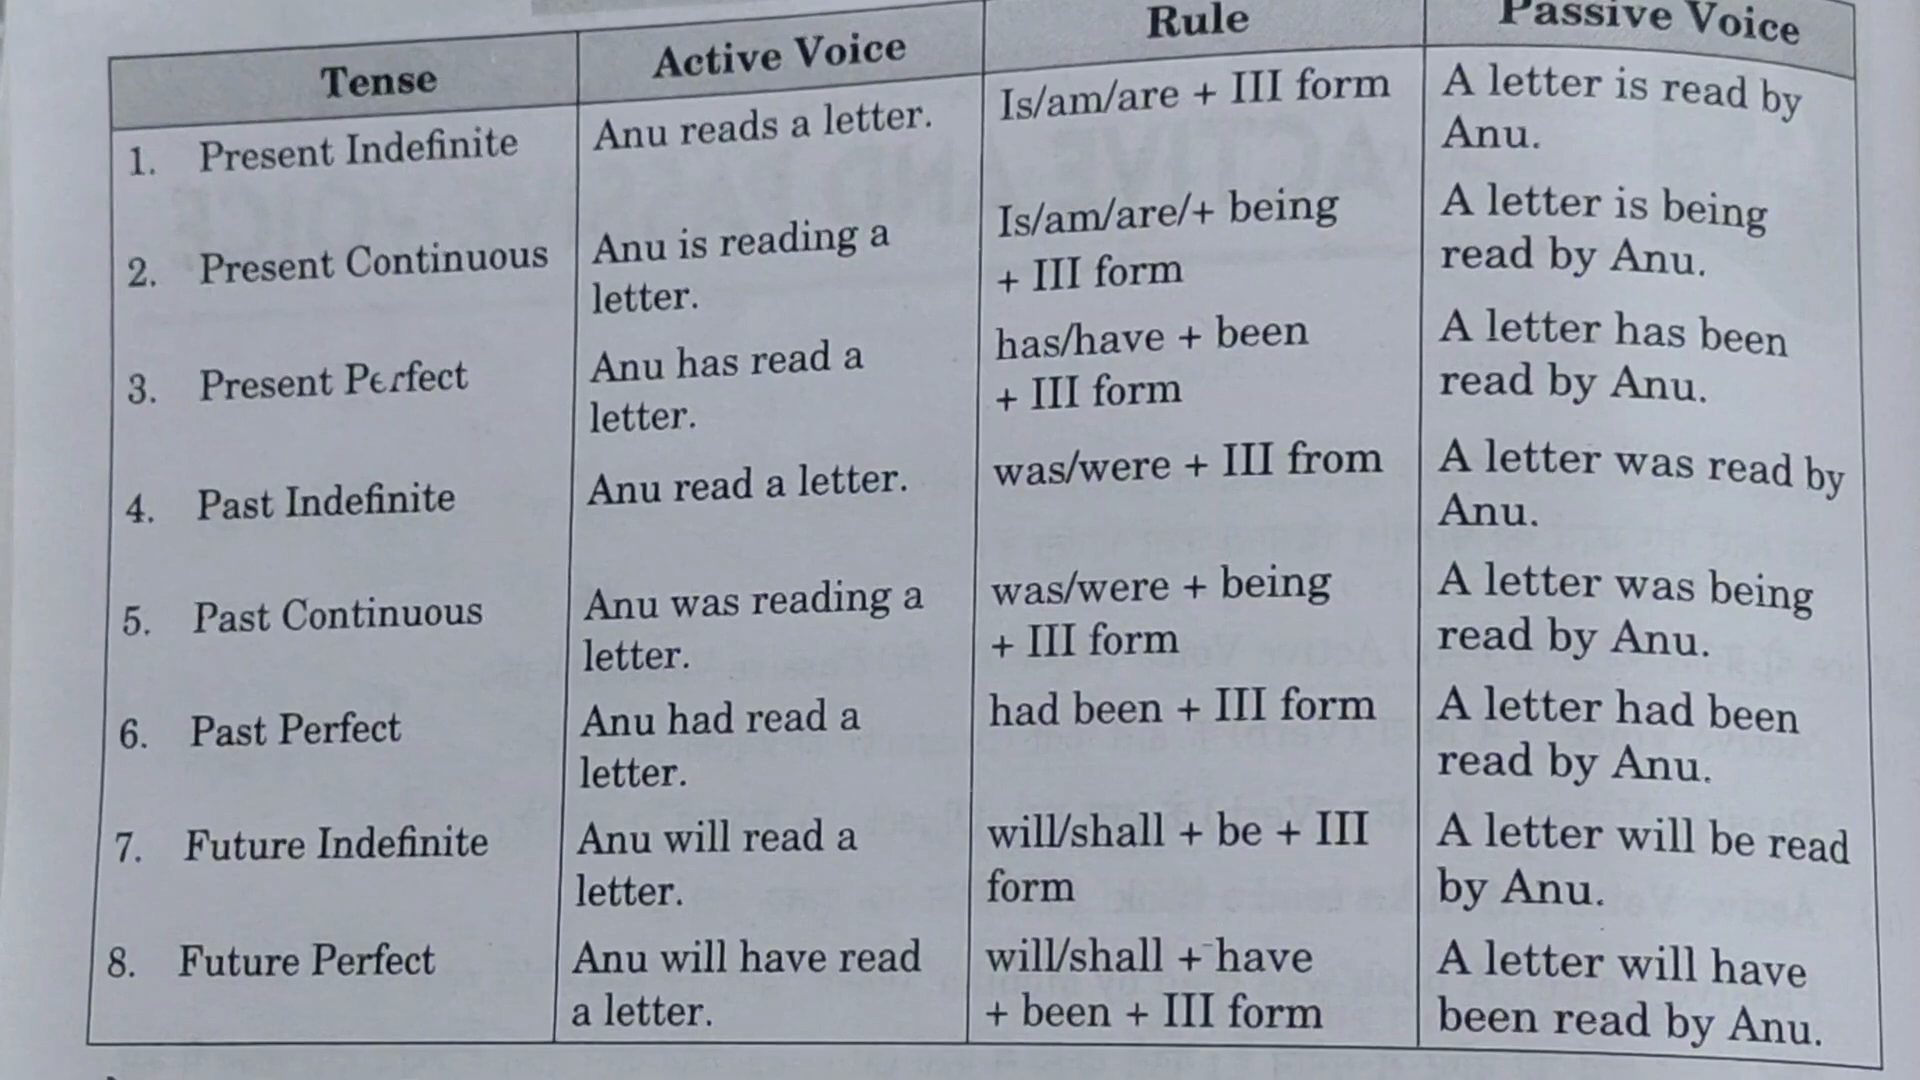 Tense Active Voice Rule Passive Voice
1. Present Indefinite Anu reads a letter. Is/am/are + III form A letter is read by
Anu.
2. Present Continuous Anu is reading a Is/am/are/+ being A letter is being
letter. + III form read by Anu.
3. Present Perfect Anu has read a has/have + been A letter has been
letter. + III form read by Anu.
4. Past Indefinite Anu read a letter. was/were + III from A letter was read by
Anu.
5. Past Continuous Anu was reading a was/were + being A letter was being
letter. + III form read by Anu.
6. Past Perfect Anu had read a had been + III form A letter had been
letter. read by Anu.
7. Future Indefinite Anu will read a will/shall + be + III A letter will be read
letter. form by Anu.
8. Future Perfect Anu will have read will/shall + have A letter will have
a letter. + been + III form been read by Anu.